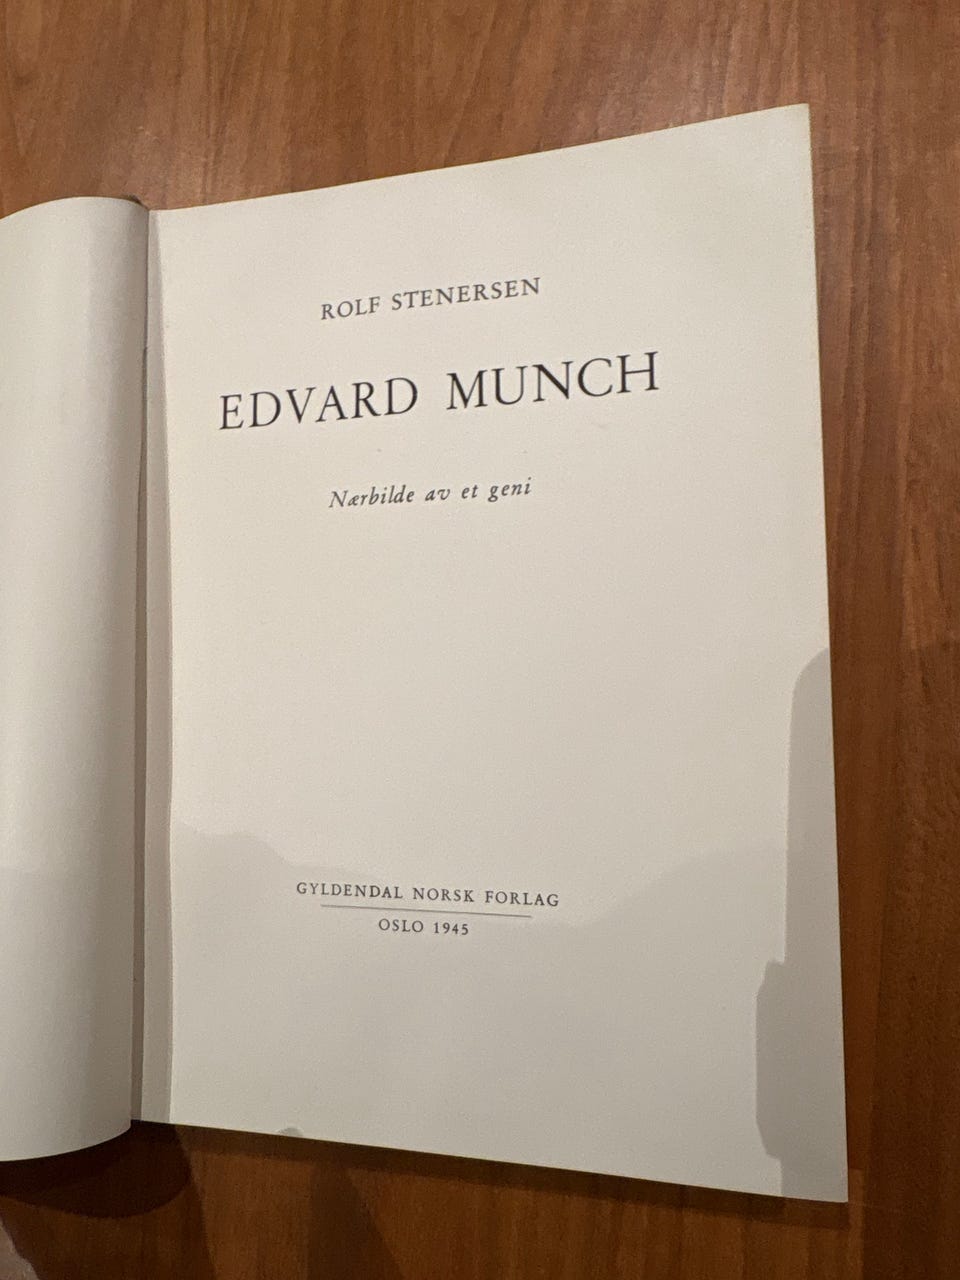 ROLF STENERSEN
EDVARD MUNCH
Nærbilde av et geni
GYLDENDAL NORSK FORLAG
OSLO 1945